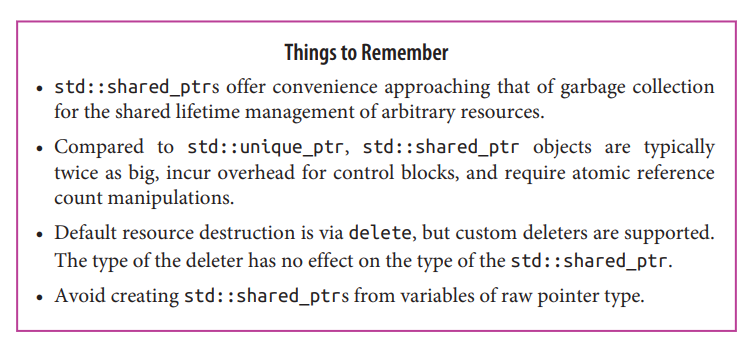 Things to Remember
• std::shared_ptrs offer convenience approaching that of garbage collection
for the shared lifetime management of arbitrary resources.
• Compared to std::unique_ptr, std::shared_ptr objects are typically
twice as big, incur overhead for control blocks, and require atomic reference
count manipulations.
• Default resource destruction is via delete, but custom deleters are supported.
The type of the deleter has no effect on the type of the std::shared_ptr.
• Avoid creating std::shared_ptrs from variables of raw pointer type.